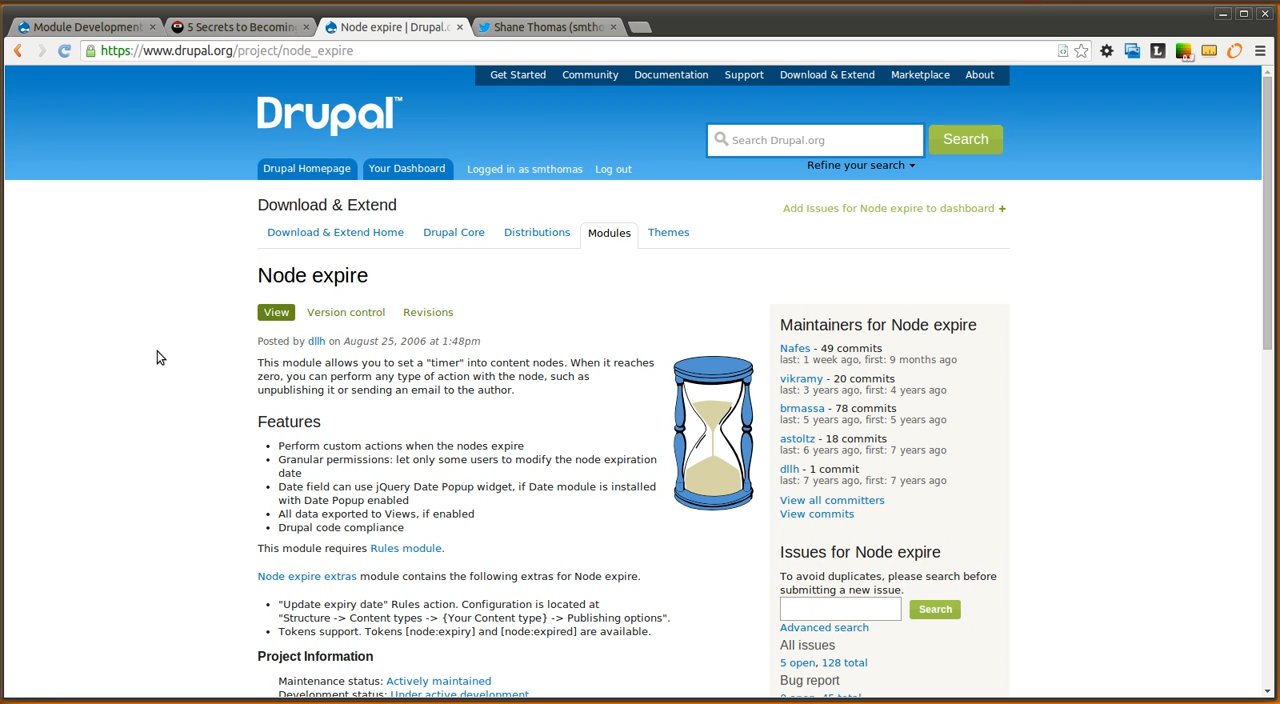 Module Development
5 Secrets to Becomin
Node expire | Drupal.o
Shane Thomas (smtho
https://www.drupal.org/project/node_expire
Get Started Community Documentation Support Download & Extend Marketplace About
Drupal™
Search Drupal.org Search
Refine your search
Drupal Homepage Your Dashboard Logged in as smthomas Log out
Download & Extend
Add Issues for Node expire to dashboard +
Download & Extend Home Drupal Core Distributions Modules Themes
Node expire
View Version control Revisions
Posted by dllh on August 25, 2006 at 1:48pm
This module allows you to set a "timer" into content nodes. When it reaches
zero, you can perform any type of action with the node, such as
unpublishing it or sending an email to the author.
Features
• Perform custom actions when the nodes expire
• Granular permissions: let only some users to modify the node expiration
date
• Date field can use jQuery Date Popup widget, if Date module is installed
with Date Popup enabled
• All data exported to Views, if enabled
• Drupal code compliance
This module requires Rules module.
Node expire extras module contains the following extras for Node expire.
• "Update expiry date" Rules action. Configuration is located at
"Structure -> Content types -> {Your Content type} -> Publishing options".
• Tokens support. Tokens [node:expiry] and [node:expired] are available.
Project Information
Maintenance status: Actively maintained
Development status: Under active development
Maintainers for Node expire
Nafes - 49 commits
last: 1 week ago, first: 9 months ago
vikramy - 20 commits
last: 3 years ago, first: 4 years ago
brmassa - 78 commits
last: 5 years ago, first: 5 years ago
astoltz - 18 commits
last: 6 years ago, first: 7 years ago
dllh - 1 commit
last: 7 years ago, first: 7 years ago
View all committers
View commits
Issues for Node expire
To avoid duplicates, please search before
submitting a new issue.
Search
Advanced search
All issues
5 open, 128 total
Bug report